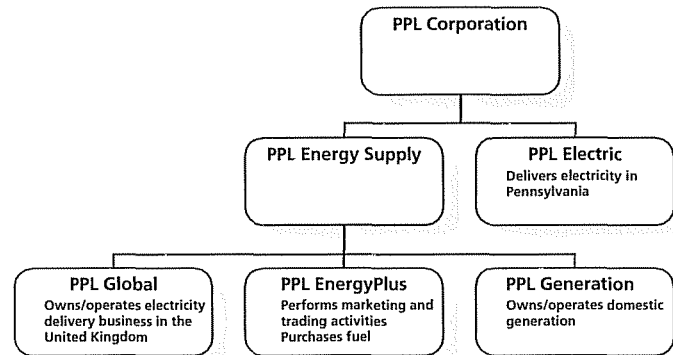 PPL Corporation
PPL Energy Supply
PPL Electric
Delivers electricity in
Pennsylvania
PPL Global
Owns/operates electricity
delivery business in the
United Kingdom
PPL EnergyPlus
Performs marketing and
trading activities
Purchases fuel
PPL Generation
Owns/operates domestic
generation